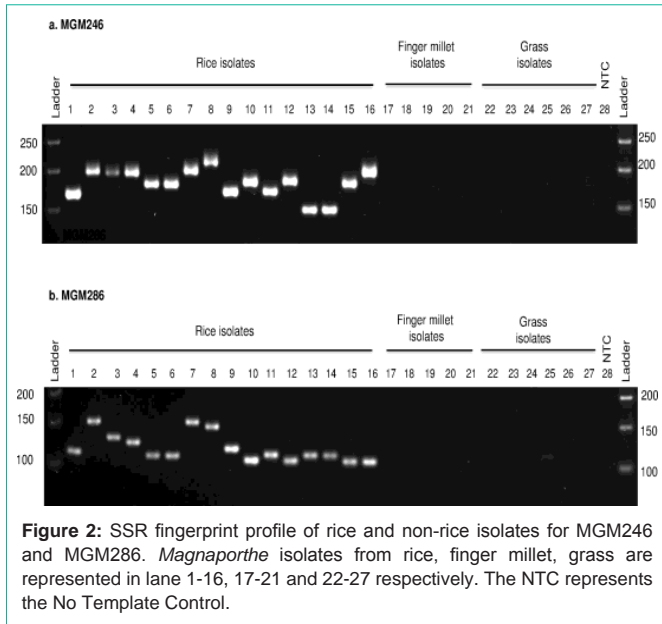 a. MGM246
Finger millet isolates
Grass isolates
Rice isolates
Ladder 1 2 3 4 5 6 7 8 9 10 11 12 13 14 15 16 17 18 19 20 21 22 23 24 25 26 27 28 NTC Ladder
250
200
150
250
200
150
MGM286
b. MGM286
Rice isolates
Finger millet isolates
Grass isolates
Ladder 1 2 3 4 5 6 7 8 9 10 11 12 13 14 15 16 17 18 19 20 21 22 23 24 25 26 27 28 NTC Ladder
200
150
100
200
150
100
Figure 2: SSR fingerprint profile of rice and non-rice isolates for MGM246
and MGM286. Magnaporthe isolates from rice, finger millet, grass are
represented in lane 1-16, 17-21 and 22-27 respectively. The NTC represents
the No Template Control.